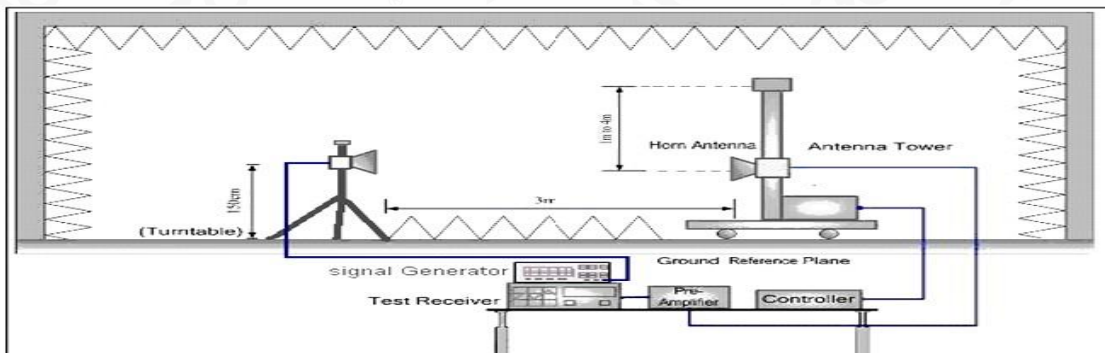 1m to 4m
Horn Antenna
Antenna Tower
150cm
3m
(Turntable)
Ground Reference Plane
signal Generator
Test Receiver
Pre-
Amplifier
Controller